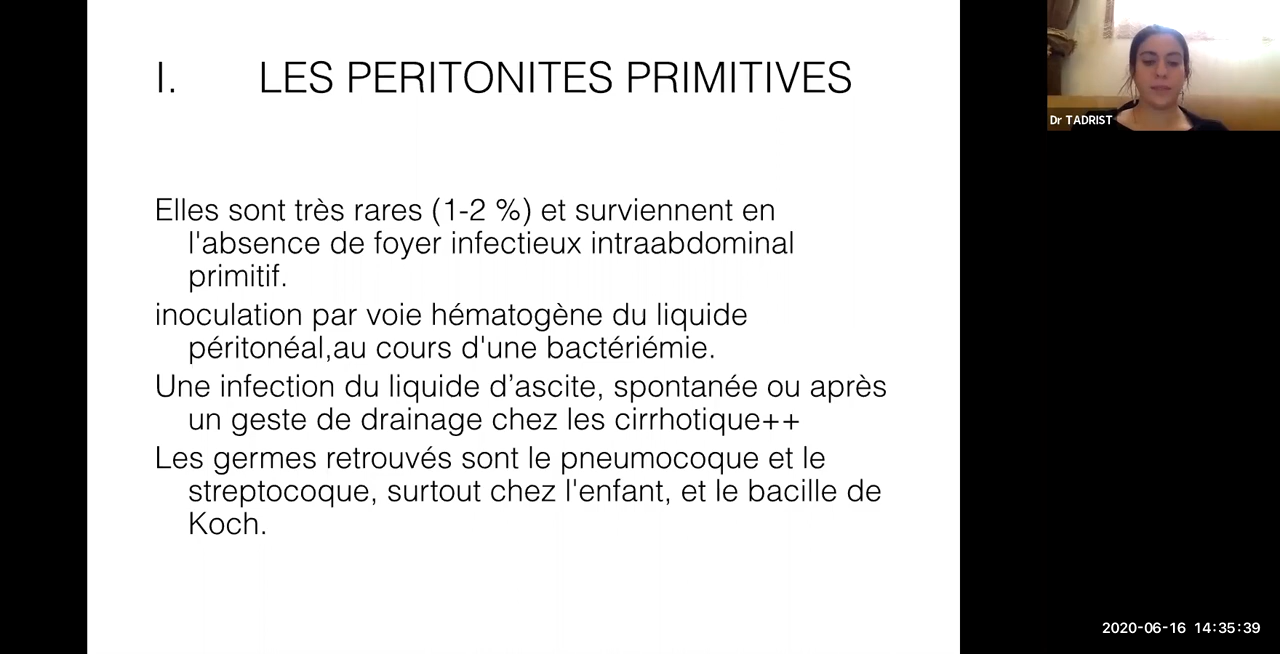 I. LES PERITONITES PRIMITIVES
Dr TADRIST
Elles sont très rares (1-2 %) et surviennent en
l'absence de foyer infectieux intraabdominal
primitif.
inoculation par voie hématogène du liquide
péritonéal,au cours d'une bactériémie.
Une infection du liquide d’ascite, spontanée ou après
un geste de drainage chez les cirrhotique++
Les germes retrouvés sont le pneumocoque et le
streptocoque, surtout chez l'enfant, et le bacille de
Koch.
2020-06-16 14:35:39